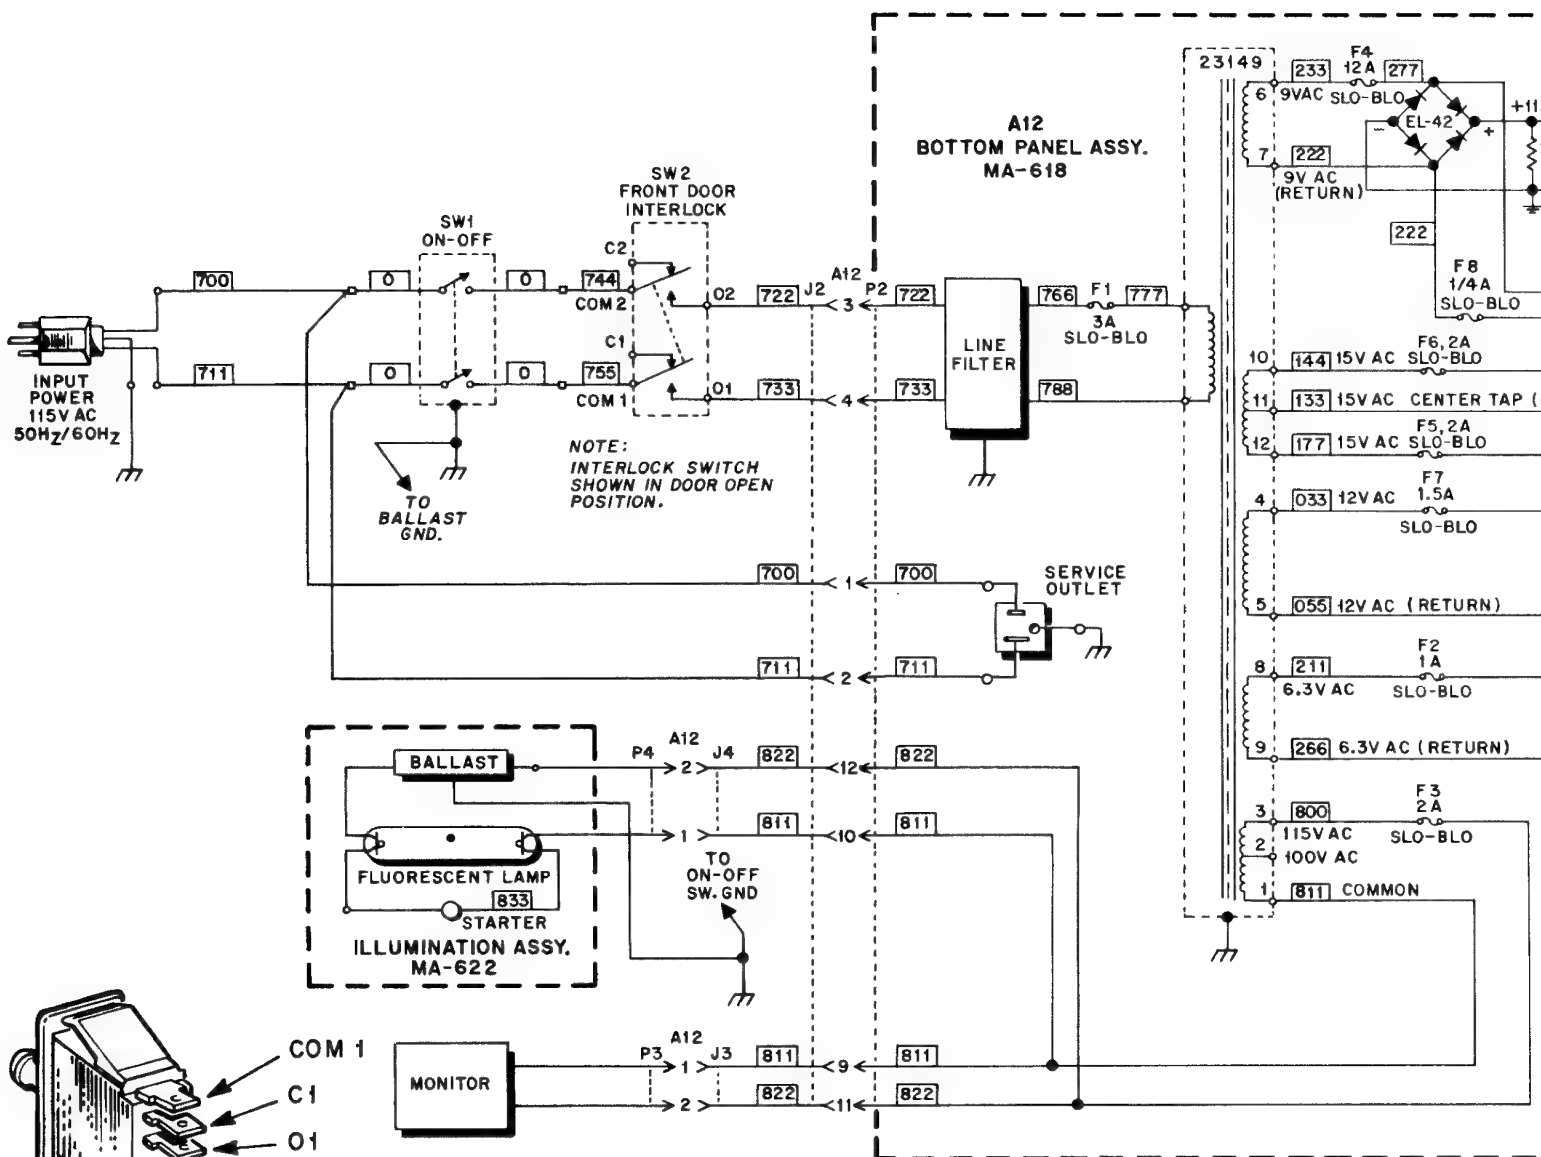 A12
BOTTOM PANEL ASSY.
MA-618
23149
233
F4
12A
SLO-BLO
277
6
9VAC
EL-42
-
+
+11
7
222
9V AC
(RETURN)
222
F8
1/4A
SLO-BLO
SW2
FRONT DOOR
INTERLOCK
SW1
ON-OFF
700
0
0
744
C2
COM 2
O2
722
J2
A12
3
P2
722
LINE
FILTER
766
F1
3A
SLO-BLO
777
INPUT
POWER
115V AC
50HZ/60HZ
711
0
0
755
C1
COM 1
O1
733
4
733
788
NOTE:
INTERLOCK SWITCH
SHOWN IN DOOR OPEN
POSITION.
TO
BALLAST
GND.
10
144
15V AC
F6, 2A
SLO-BLO
11
133
15V AC CENTER TAP (
12
177
15V AC
F5, 2A
SLO-BLO
4
033
12V AC
F7
1.5A
SLO-BLO
5
055
12V AC (RETURN)
700
1
700
SERVICE
OUTLET
711
2
711
8
211
6.3V AC
F2
1A
SLO-BLO
9
266
6.3V AC (RETURN)
3
800
115V AC
F3
2A
SLO-BLO
2
100V AC
1
811
COMMON
BALLAST
P4
A12
2
J4
822
12
822
1
811
10
811
FLUORESCENT LAMP
833
STARTER
ILLUMINATION ASSY.
MA-622
TO
ON-OFF
SW. GND
MONITOR
P3
A12
1
J3
811
9
811
2
822
11
822
COM 1
C1
O1